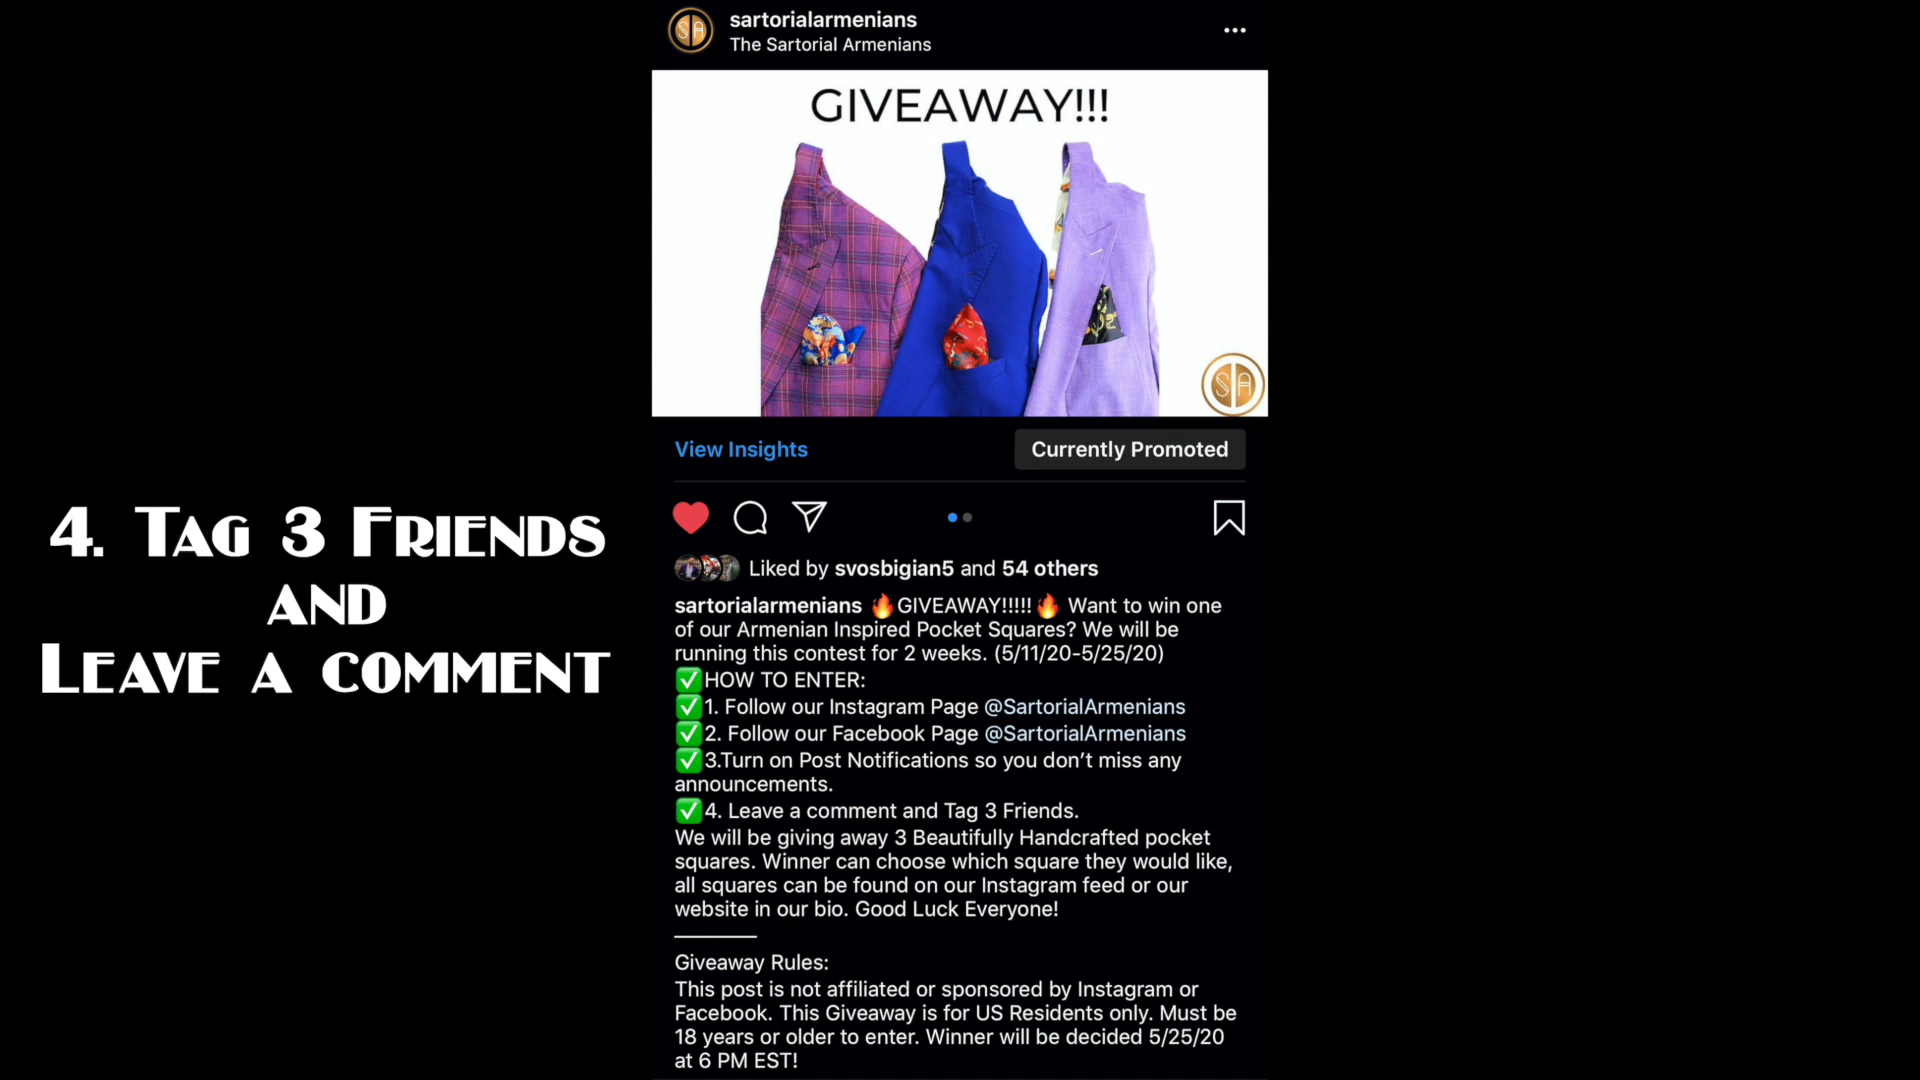 4. Tag 3 Friends
and
Leave a comment
sartorialarmenians
The Sartorial Armenians
GIVEAWAY!!!
SA
View Insights
Currently Promoted
Liked by svosbigian5 and 54 others
sartorialarmenians 🔥GIVEAWAY!!!!!🔥 Want to win one
of our Armenian Inspired Pocket Squares? We will be
running this contest for 2 weeks. (5/11/20-5/25/20)
✅HOW TO ENTER:
✅1. Follow our Instagram Page @SartorialArmenians
✅2. Follow our Facebook Page @SartorialArmenians
✅3.Turn on Post Notifications so you don’t miss any
announcements.
✅4. Leave a comment and Tag 3 Friends.
We will be giving away 3 Beautifully Handcrafted pocket
squares. Winner can choose which square they would like,
all squares can be found on our Instagram feed or our
website in our bio. Good Luck Everyone!
Giveaway Rules:
This post is not affiliated or sponsored by Instagram or
Facebook. This Giveaway is for US Residents only. Must be
18 years or older to enter. Winner will be decided 5/25/20
at 6 PM EST!